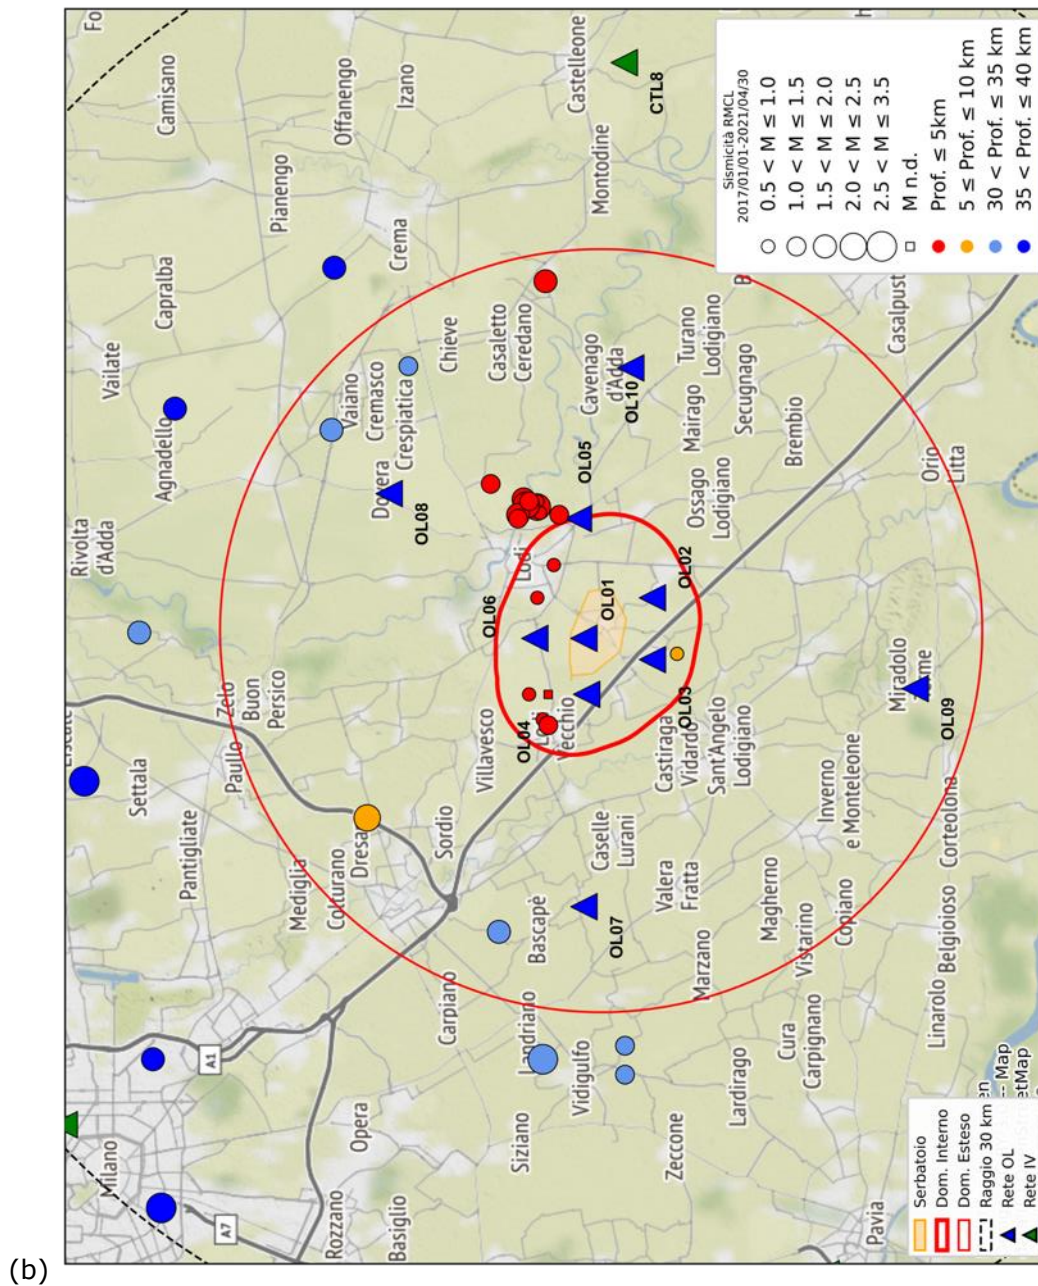 (b)
Milano
A7
A1
Rozzano
Basiglio
Opera
Siziano
Landriano
Vidigulfo
Zeccone
Lardirago
Cura
Carpignano
Pavia
Carpiano
Bascapè
Marzano
Vistarino
Magherno
Copiano
Linarolo
Belgioioso
Corteolona
Inverno
e Monteleone
Valera
Fratta
Caselle
Lurani
OL07
Pantigliate
Mediglia
Colturano
Dresa
Sordio
Settala
Paullo
Zelo
Buon
Persico
Villavesco
OL04
Vecchio
Castiraga
Vidardo
Sant'Angelo
Lodigiano
OL03
OL06
OL01
OL02
Lodi
OL05
Miradolo
OL09
Rivolta
d'Adda
Agnadello
Vailate
Capralba
Camisano
Fo
Pianengo
Offanengo
Izano
Crema
Vaiano
Cremasco
Crespiatica
OL08
Chieve
Casaletto
Ceredano
Montodine
Castelleone
CTL8
Cavenago
d'Adda
OL10
Turano
Lodigiano
Mairago
Secugnago
Brembio
Ossago
Lodigiano
Orio
Litta
Casalpust
Sismicità RMCL
2017/01/01-2021/04/30
0.5 < M ≤ 1.0
1.0 < M ≤ 1.5
1.5 < M ≤ 2.0
2.0 < M ≤ 2.5
2.5 < M ≤ 3.5
M n.d.
Prof. ≤ 5km
5 ≤ Prof. ≤ 10 km
30 < Prof. ≤ 35 km
35 < Prof. ≤ 40 km
Serbatoio
Dom. Interno
Dom. Esteso
Raggio 30 km
Rete OL
Rete IV
en
Map
etMap